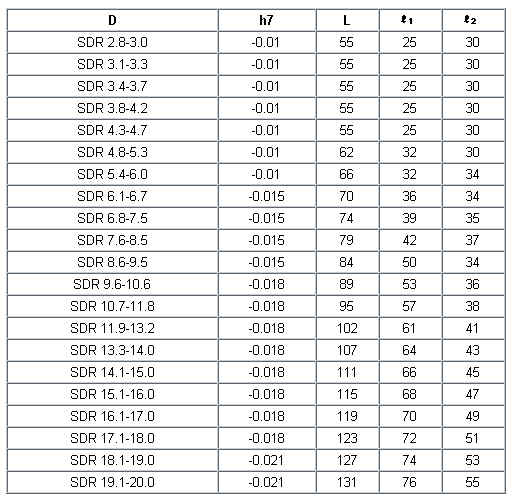 D h7 L ℓ1 ℓ2
SDR 2.8-3.0 -0.01 55 25 30
SDR 3.1-3.3 -0.01 55 25 30
SDR 3.4-3.7 -0.01 55 25 30
SDR 3.8-4.2 -0.01 55 25 30
SDR 4.3-4.7 -0.01 55 25 30
SDR 4.8-5.3 -0.01 62 32 30
SDR 5.4-6.0 -0.01 66 32 34
SDR 6.1-6.7 -0.015 70 36 34
SDR 6.8-7.5 -0.015 74 39 35
SDR 7.6-8.5 -0.015 79 42 37
SDR 8.6-9.5 -0.015 84 50 34
SDR 9.6-10.6 -0.018 89 53 36
SDR 10.7-11.8 -0.018 95 57 38
SDR 11.9-13.2 -0.018 102 61 41
SDR 13.3-14.0 -0.018 107 64 43
SDR 14.1-15.0 -0.018 111 66 45
SDR 15.1-16.0 -0.018 115 68 47
SDR 16.1-17.0 -0.018 119 70 49
SDR 17.1-18.0 -0.018 123 72 51
SDR 18.1-19.0 -0.021 127 74 53
SDR 19.1-20.0 -0.021 131 76 55